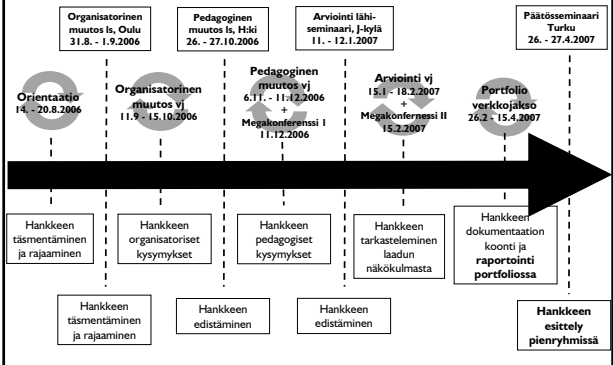 Organisatorinen
muutos ls, Oulu
31.8. - 1.9.2006
Pedagoginen
muutos ls, H:ki
26. - 27.10.2006
Arviointi lähi-
seminaari, J-kylä
11. - 12.1.2007
Päätösseminaari
Turku
26. - 27.4.2007
Orientaatio
14. - 20.8.2006
Organisatorinen
muutos vj
11.9 - 15.10.2006
Pedagoginen
muutos vj
6.11. - 11.12.2006
+
Megakonferenssi 1
11.12.2006
Arviointi vj
15.1 - 18.2.2007
+
Megakonfernessi II
15.2.2007
Portfolio
verkkojakso
26.2 - 15.4.2007
Hankkeen
täsmentäminen
ja rajaaminen
Hankkeen
organisatoriset
kysymykset
Hankkeen
pedagogiset
kysymykset
Hankkeen
tarkasteleminen
laadun
näkökulmasta
Hankkeen
dokumentaation
koonti ja
raportointi
portfoliossa
Hankkeen
täsmentäminen
ja rajaaminen
Hankkeen
edistäminen
Hankkeen
edistäminen
Hankkeen
esittely
pienryhmissä